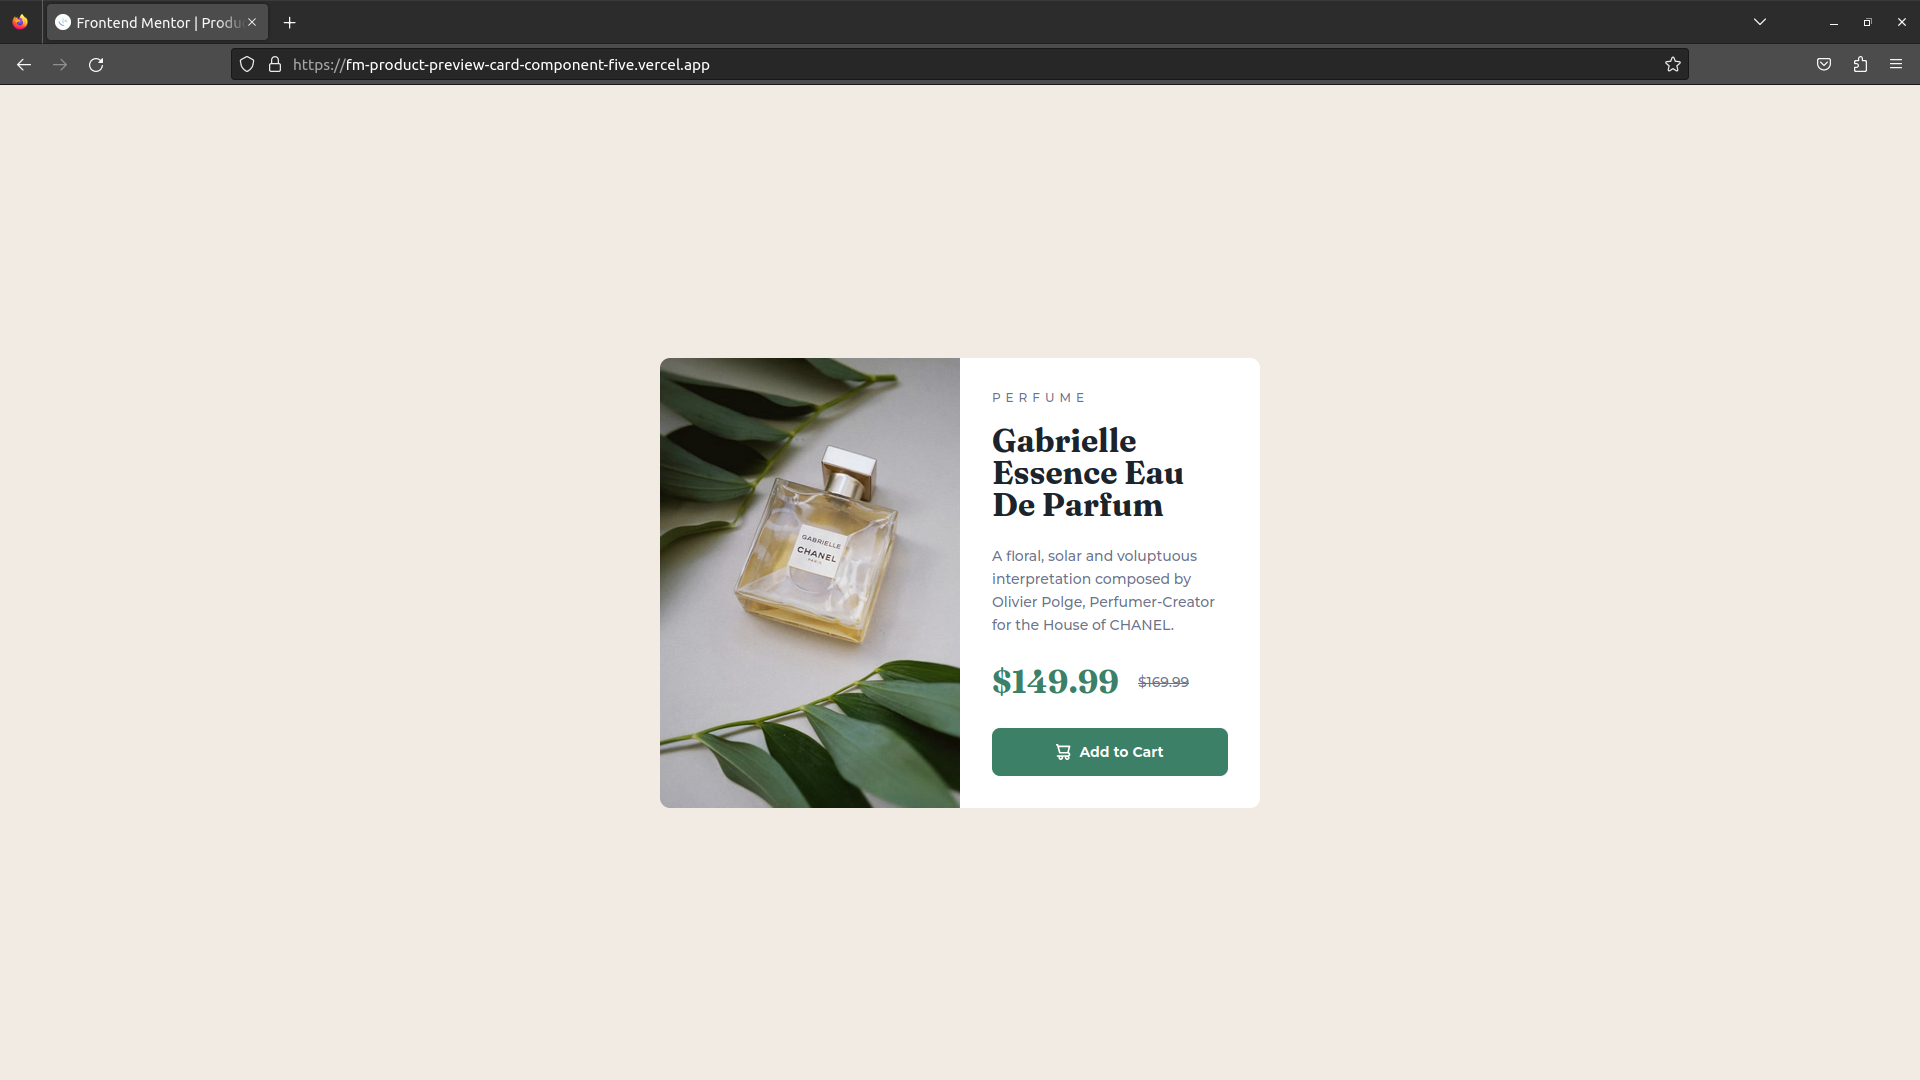 Frontend Mentor | Produ
https://fm-product-preview-card-component-five.vercel.app
GABRIELLE
CHANEL
PARIS
PERFUME
Gabrielle
Essence Eau
De Parfum
A floral, solar and voluptuous
interpretation composed by
Olivier Polge, Perfumer-Creator
for the House of CHANEL.
$149.99 $169.99
Add to Cart